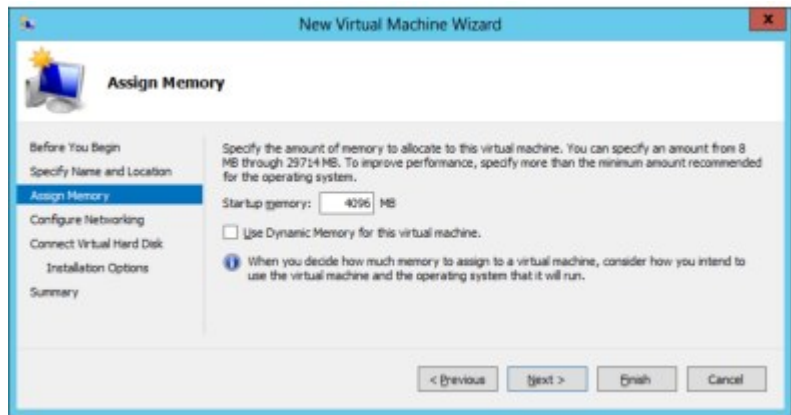 New Virtual Machine Wizard
x
Assign Memory
Before You Begin
Specify Name and Location
Assign Memory
Configure Networking
Connect Virtual Hard Disk
Installation Options
Summary
Specify the amount of memory to allocate to this virtual machine. You can specify an amount from 8
MB through 29714 MB. To improve performance, specify more than the minimum amount recommended
for the operating system.
Startup memory: 4096 MB
Use Dynamic Memory for this virtual machine.
When you decide how much memory to assign to a virtual machine, consider how you intend to
use the virtual machine and the operating system that it will run.
< Previous Next > Finish Cancel